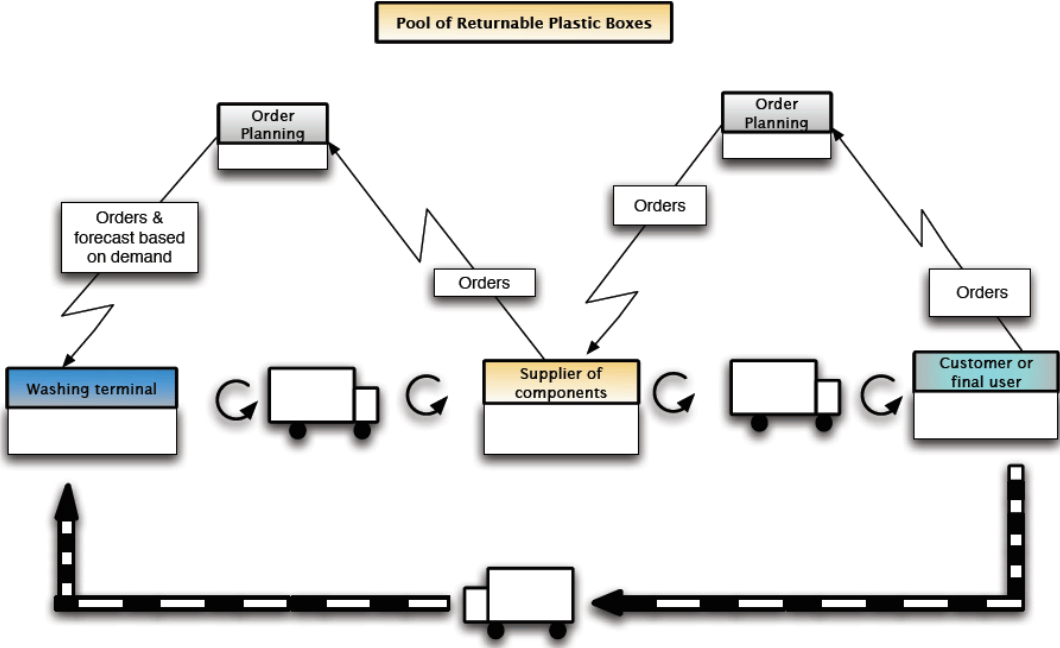 Pool of Returnable Plastic Boxes
Order
Planning
Order
Planning
Orders &
forecast based
on demand
Orders
Orders
Orders
Washing terminal
Supplier of
components
Customer or
final user